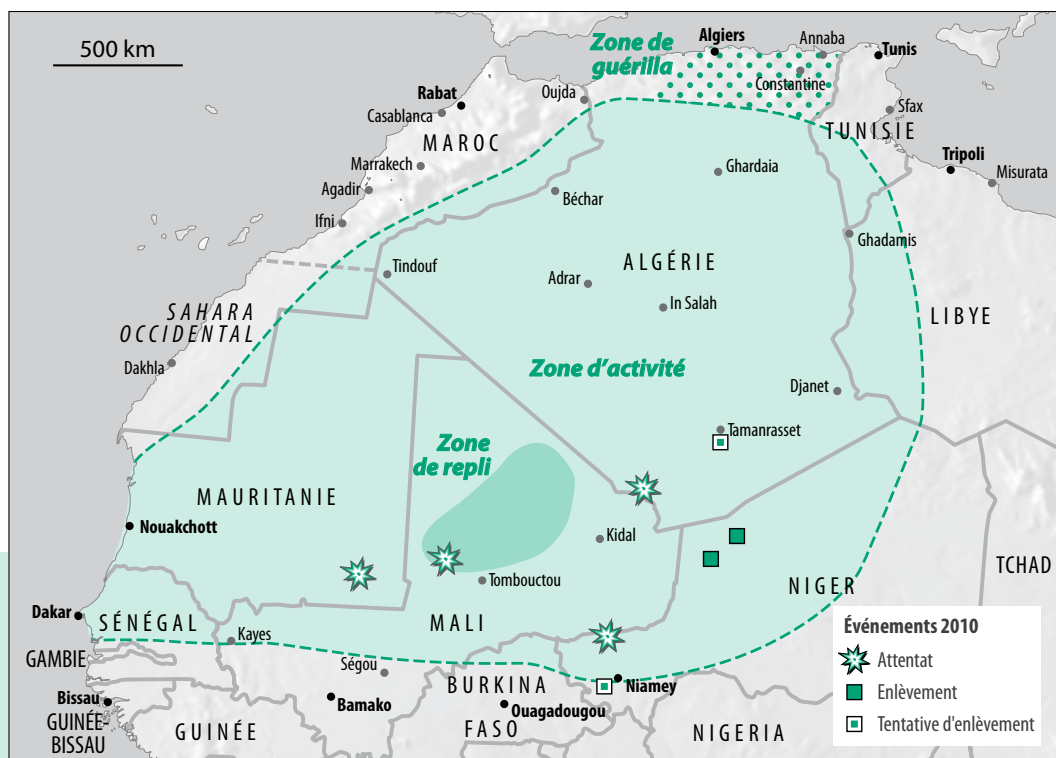 500 km
Zone de
guérilla
Algiers
Annaba
Tunis
Constantine
Rabat
Oujda
Casablanca
Sfax
MAROC
TUNISIE
Tripoli
Marrakech
Ghardaia
Misurata
Agadir
Béchar
Ifni
Ghadamis
Tindouf
Adrar
ALGÉRIE
In Salah
SAHARA
OCCIDENTAL
LIBYE
Dakhla
Zone d'activité
Djanet
Tamanrasset
Zone
de repli
MAURITANIE
Nouakchott
Kidal
TCHAD
Tombouctou
NIGER
Dakar
SÉNÉGAL
MALI
Kayes
GAMBIE
Ségou
BURKINA
FASO
Niamey
Bissau
Bamako
Ouagadougou
GUINÉE-
BISSAU
GUINÉE
NIGERIA
Événements 2010
Attentat
Enlèvement
Tentative d'enlèvement